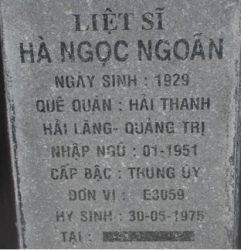 LIỆT SĨ
HÀ NGỌC NGOÃN
NGÀY SINH : 1929
QUÊ QUÁN : HẢI THANH
HẢI LĂNG- QUẢNG TRỊ
NHẬP NGŨ : 01-1951
CẤP BẬC : TRUNG ÚY
ĐƠN VỊ : E3059
HY SINH : 30-05-1975
TẠI :